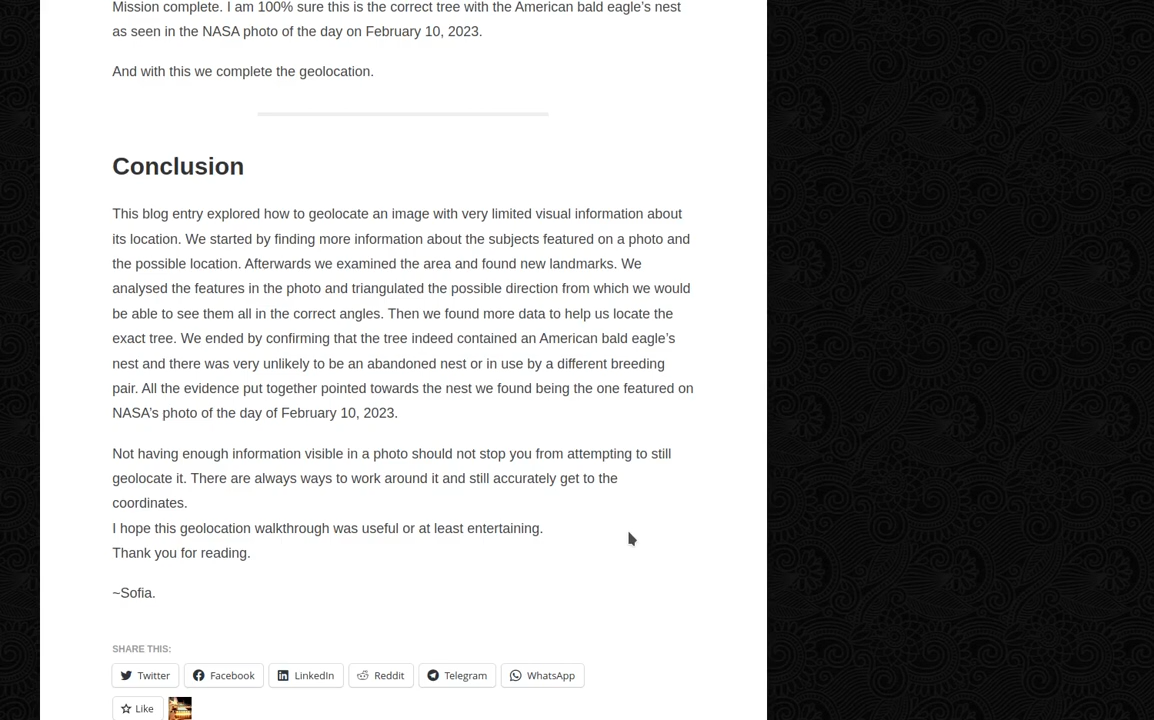 Mission complete. I am 100% sure this is the correct tree with the American bald eagle’s nest
as seen in the NASA photo of the day on February 10, 2023.
And with this we complete the geolocation.
Conclusion
This blog entry explored how to geolocate an image with very limited visual information about
its location. We started by finding more information about the subjects featured on a photo and
the possible location. Afterwards we examined the area and found new landmarks. We
analysed the features in the photo and triangulated the possible direction from which we would
be able to see them all in the correct angles. Then we found more data to help us locate the
exact tree. We ended by confirming that the tree indeed contained an American bald eagle’s
nest and there was very unlikely to be an abandoned nest or in use by a different breeding
pair. All the evidence put together pointed towards the nest we found being the one featured on
NASA’s photo of the day of February 10, 2023.
Not having enough information visible in a photo should not stop you from attempting to still
geolocate it. There are always ways to work around it and still accurately get to the
coordinates.
I hope this geolocation walkthrough was useful or at least entertaining.
Thank you for reading.
~Sofia.
SHARE THIS:
Twitter Facebook LinkedIn Reddit Telegram WhatsApp
Like